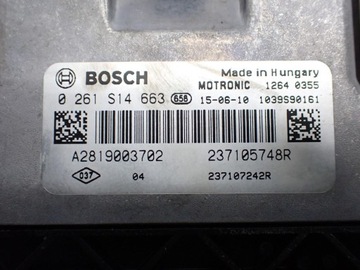 BOSCH
Made in Hungary
MOTRONIC 1264 0355
0 261 S14 663 658 15-06-10 1039S90161
A2819003702 237105748R
037 04 237107242R